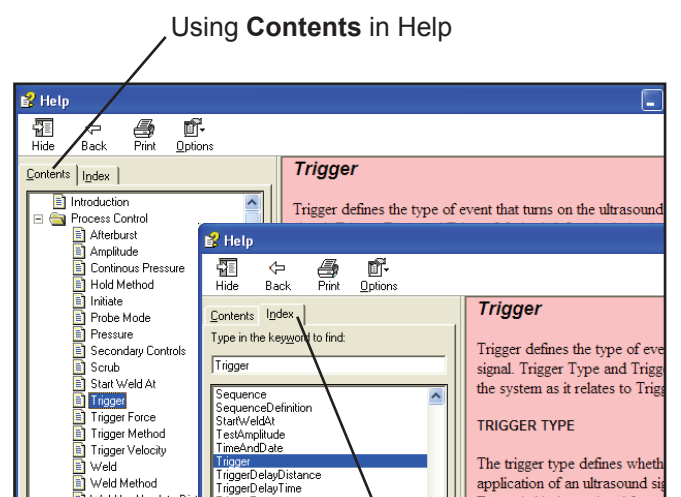 Using Contents in Help
Help
Hide Back Print Options
Contents Index
Introduction
Process Control
Afterburst
Amplitude
Continous Pressure
Hold Method
Initiate
Probe Mode
Pressure
Secondary Controls
Scrub
Start Weld At
Trigger
Trigger Force
Trigger Method
Trigger Velocity
Weld
Weld Method
Trigger
Trigger defines the type of event that turns on the ultrasound
Help
Hide Back Print Options
Contents Index
Type in the keyword to find:
Trigger
Sequence
SequenceDefinition
StartWeldAt
TestAmplitude
TimeAndDate
Trigger
TriggerDelayDistance
TriggerDelayTime
Trigger
Trigger defines the type of eve
signal. Trigger Type and Trigg
the system as it relates to Trigg
TRIGGER TYPE
The trigger type defines wheth
application of an ultrasound sig